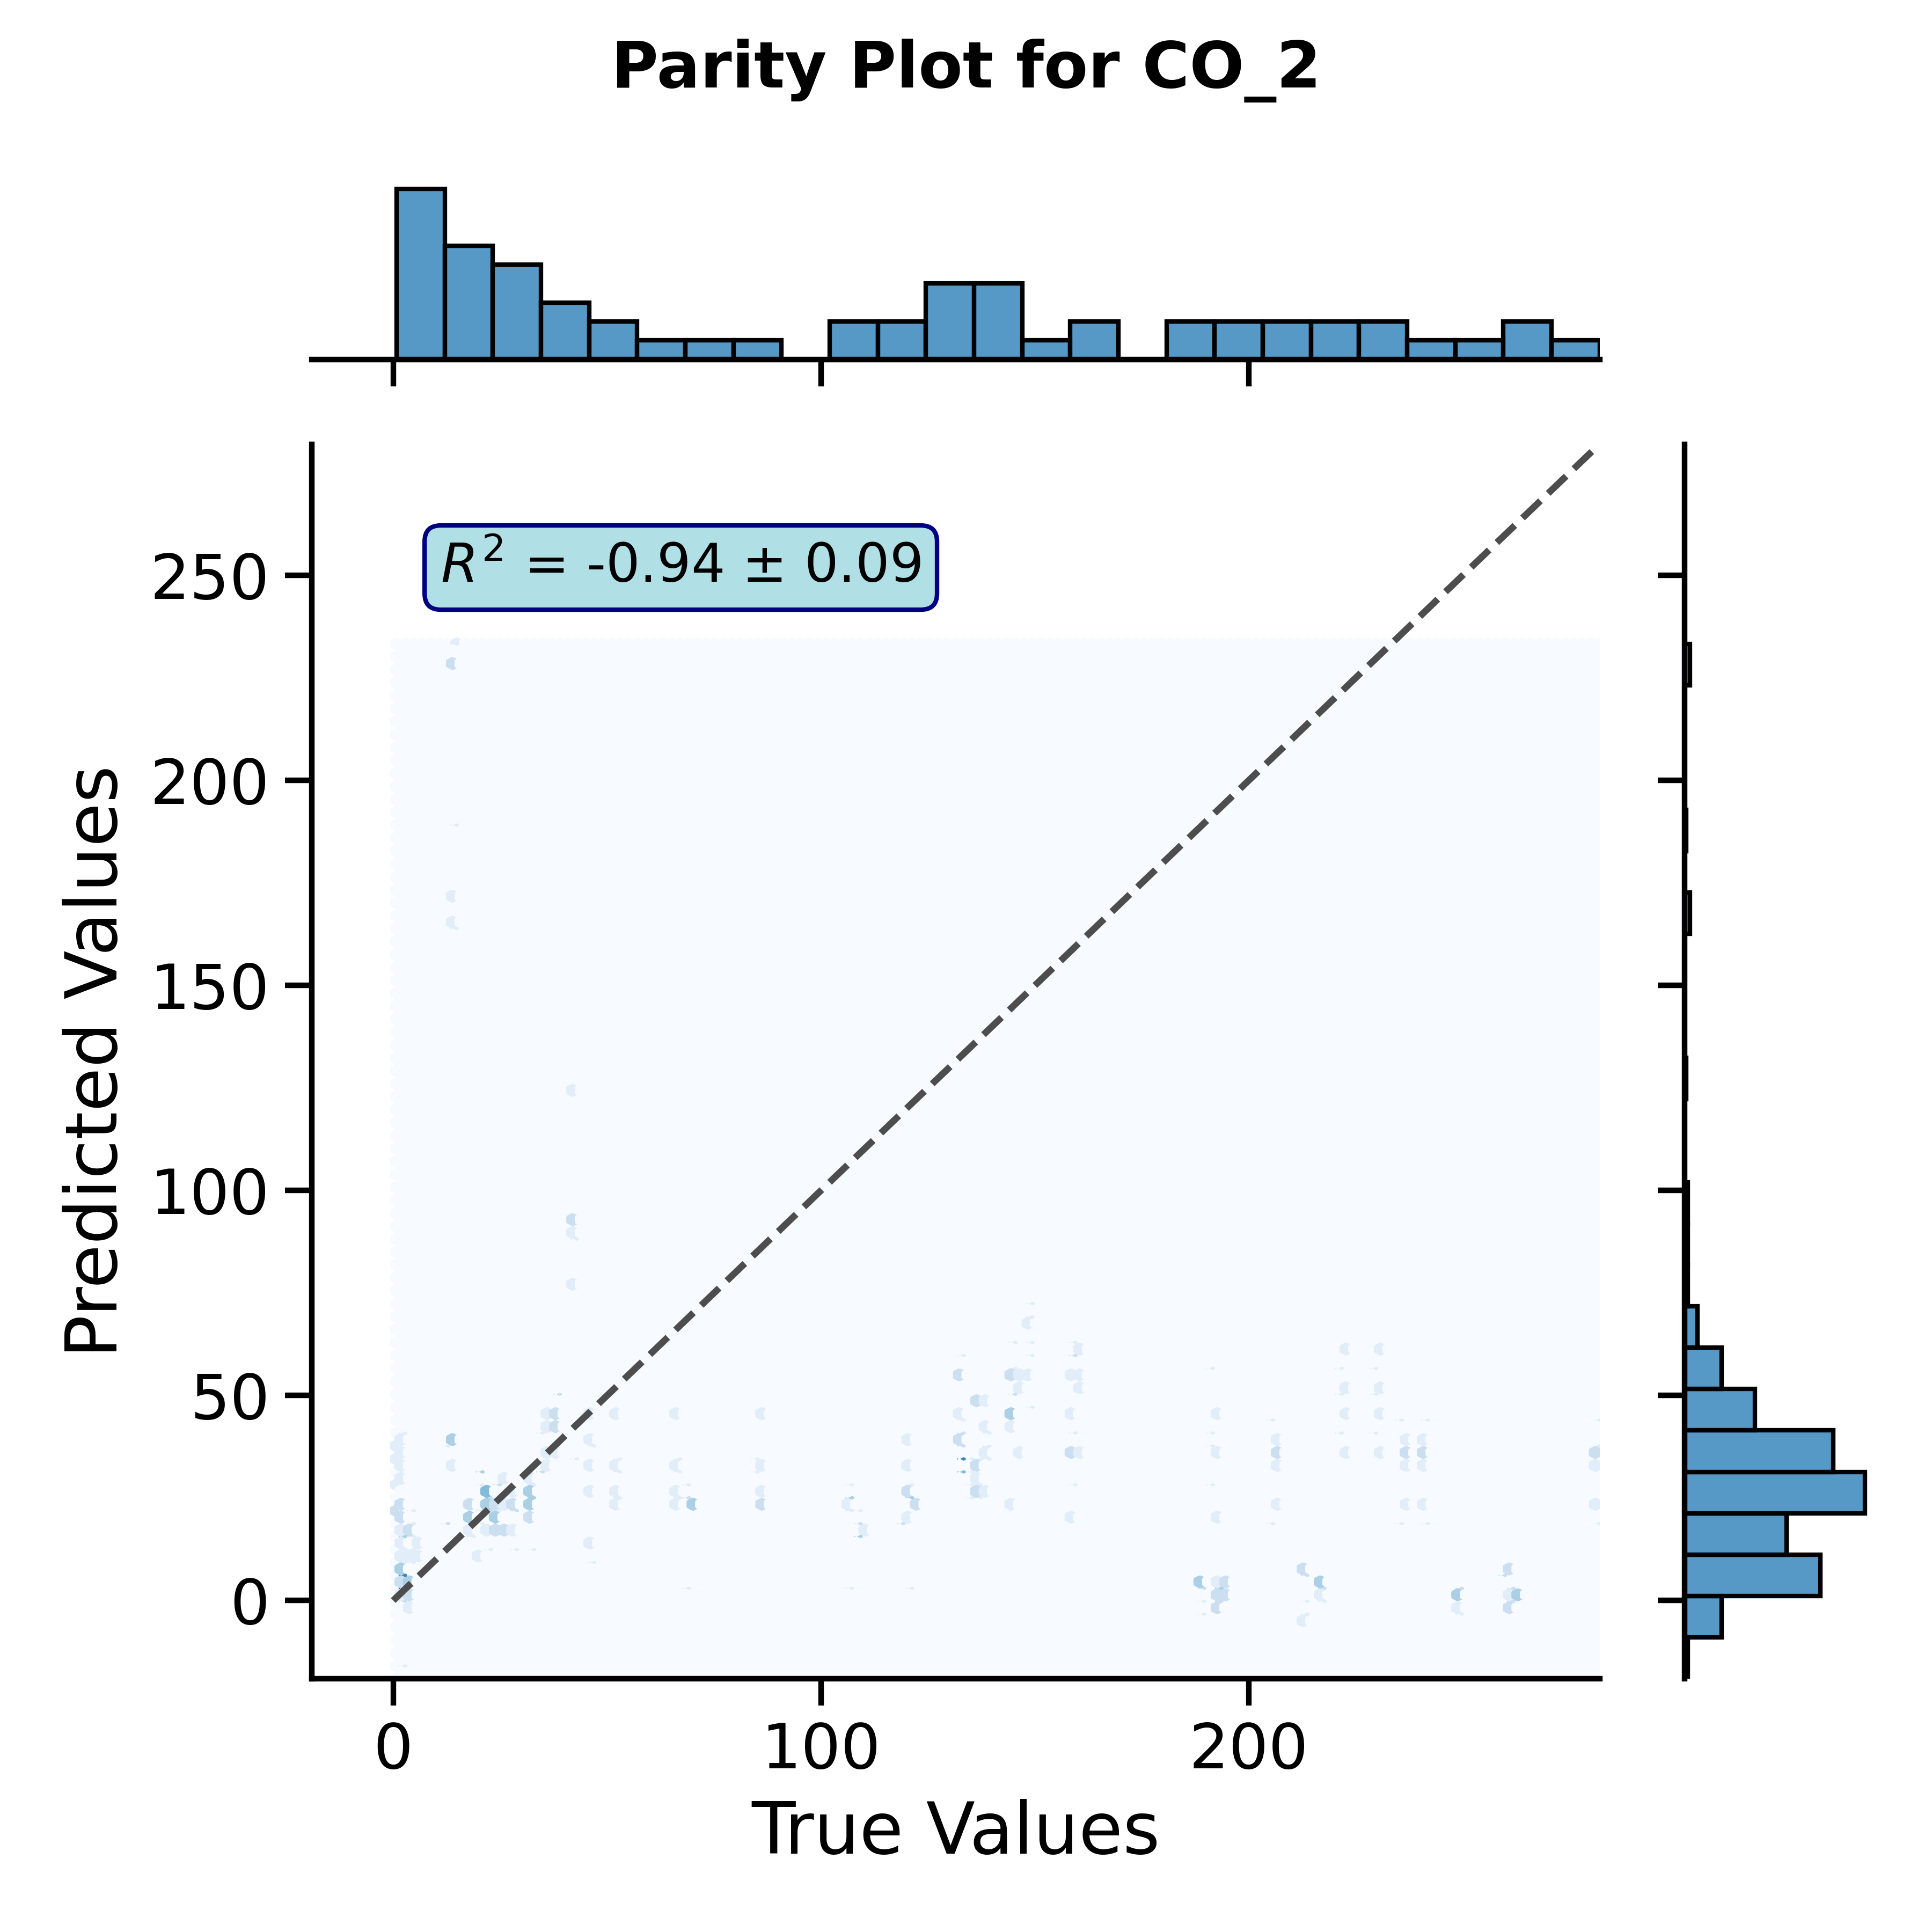 Parity Plot for CO_2
R² = -0.94 ± 0.09
250
200
150
100
50
0
Predicted Values
0 100 200
True Values